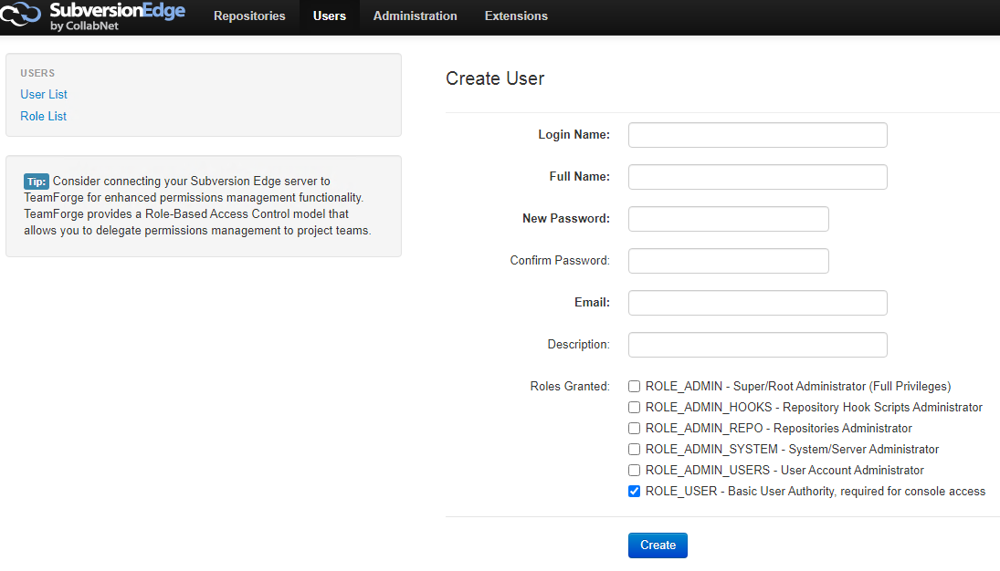 SubversionEdge
by CollabNet
Repositories Users Administration Extensions
USERS
User List
Role List
Tip: Consider connecting your Subversion Edge server to
TeamForge for enhanced permissions management functionality.
TeamForge provides a Role-Based Access Control model that
allows you to delegate permissions management to project teams.
Create User
Login Name:
Full Name:
New Password:
Confirm Password:
Email:
Description:
Roles Granted: ROLE_ADMIN - Super/Root Administrator (Full Privileges)
ROLE_ADMIN_HOOKS - Repository Hook Scripts Administrator
ROLE_ADMIN_REPO - Repositories Administrator
ROLE_ADMIN_SYSTEM - System/Server Administrator
ROLE_ADMIN_USERS - User Account Administrator
ROLE_USER - Basic User Authority, required for console access
Create